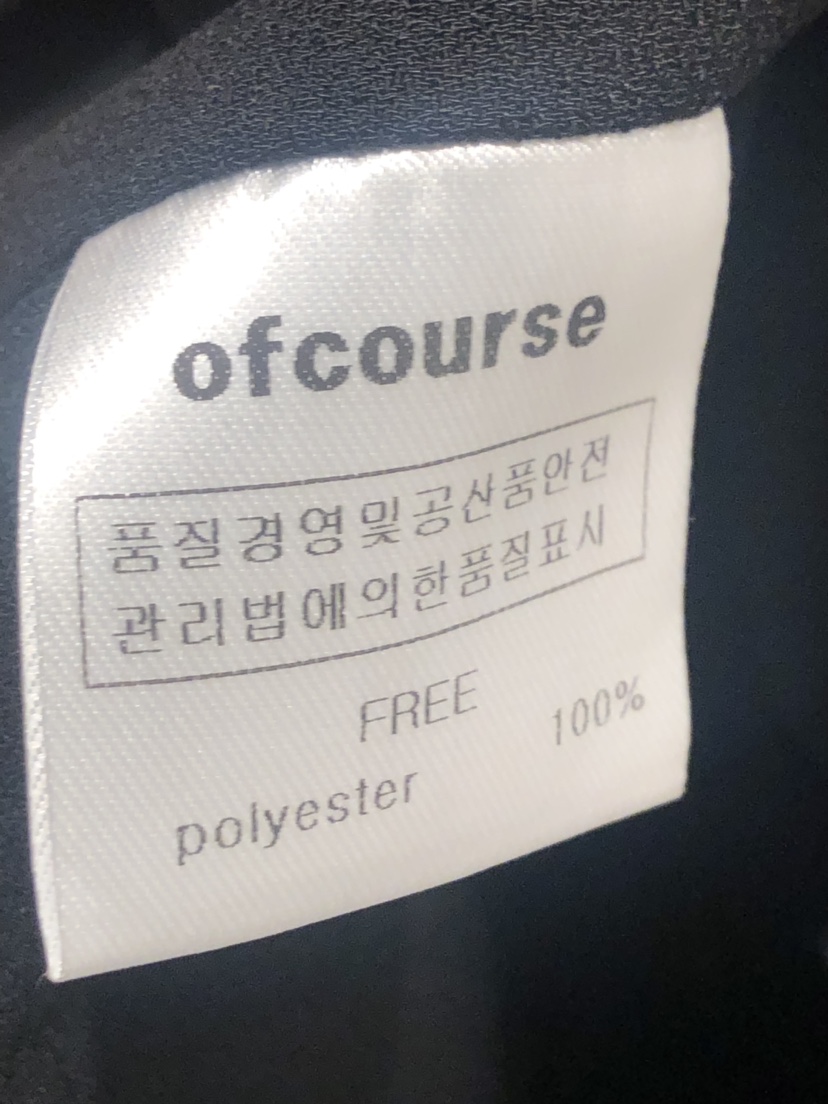 ofcourse
품질경영및공산품안전
관리법에의한품질표시
FREE
polyester 100%